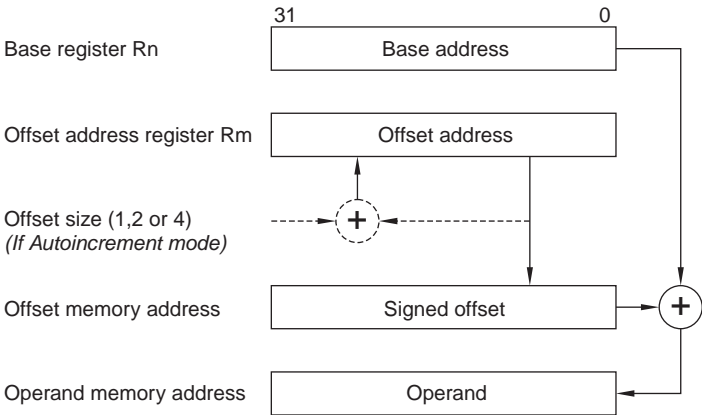 31 0
Base register Rn Base address
Offset address register Rm Offset address
+
Offset size (1,2 or 4)
(If Autoincrement mode)
Offset memory address Signed offset +
Operand memory address Operand